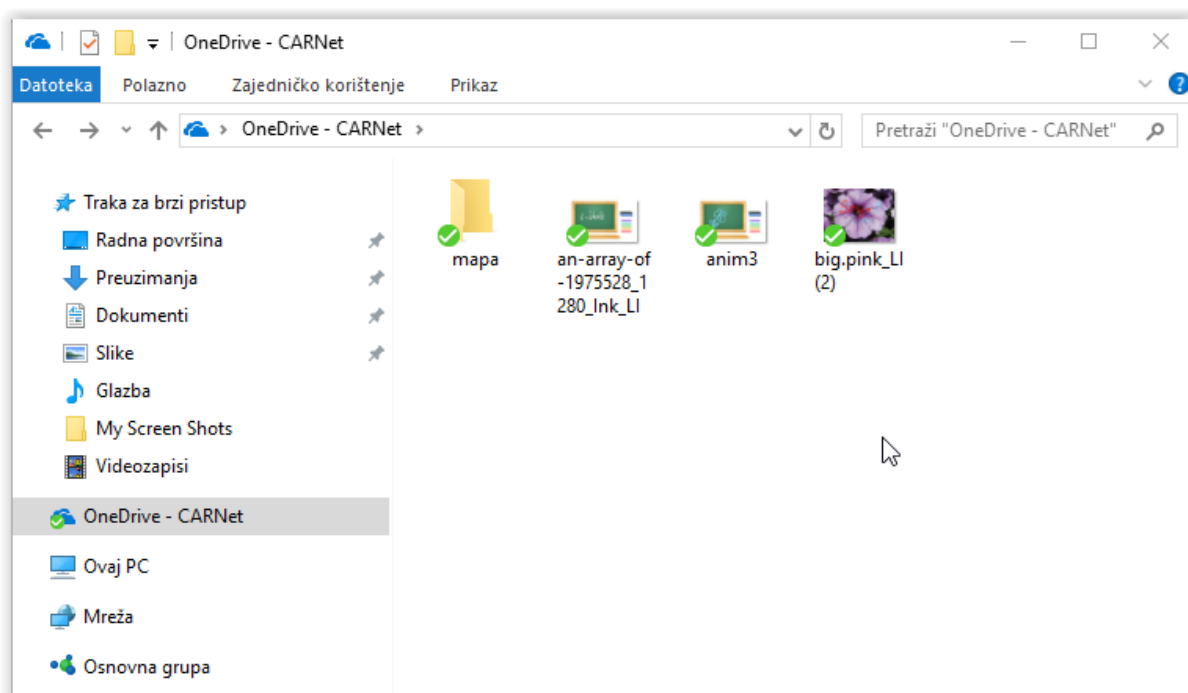 OneDrive - CARNet
Datoteka Polazno Zajedničko korištenje Prikaz
OneDrive - CARNet
Pretraži "OneDrive - CARNet"
Traka za brzi pristup
Radna površina
Preuzimanja
Dokumenti
Slike
Glazba
My Screen Shots
Videozapisi
OneDrive - CARNet
Ovaj PC
Mreža
Osnovna grupa
mapa
an-array-of
-1975528_1
280_Ink_LI
anim3
big.pink_LI
(2)